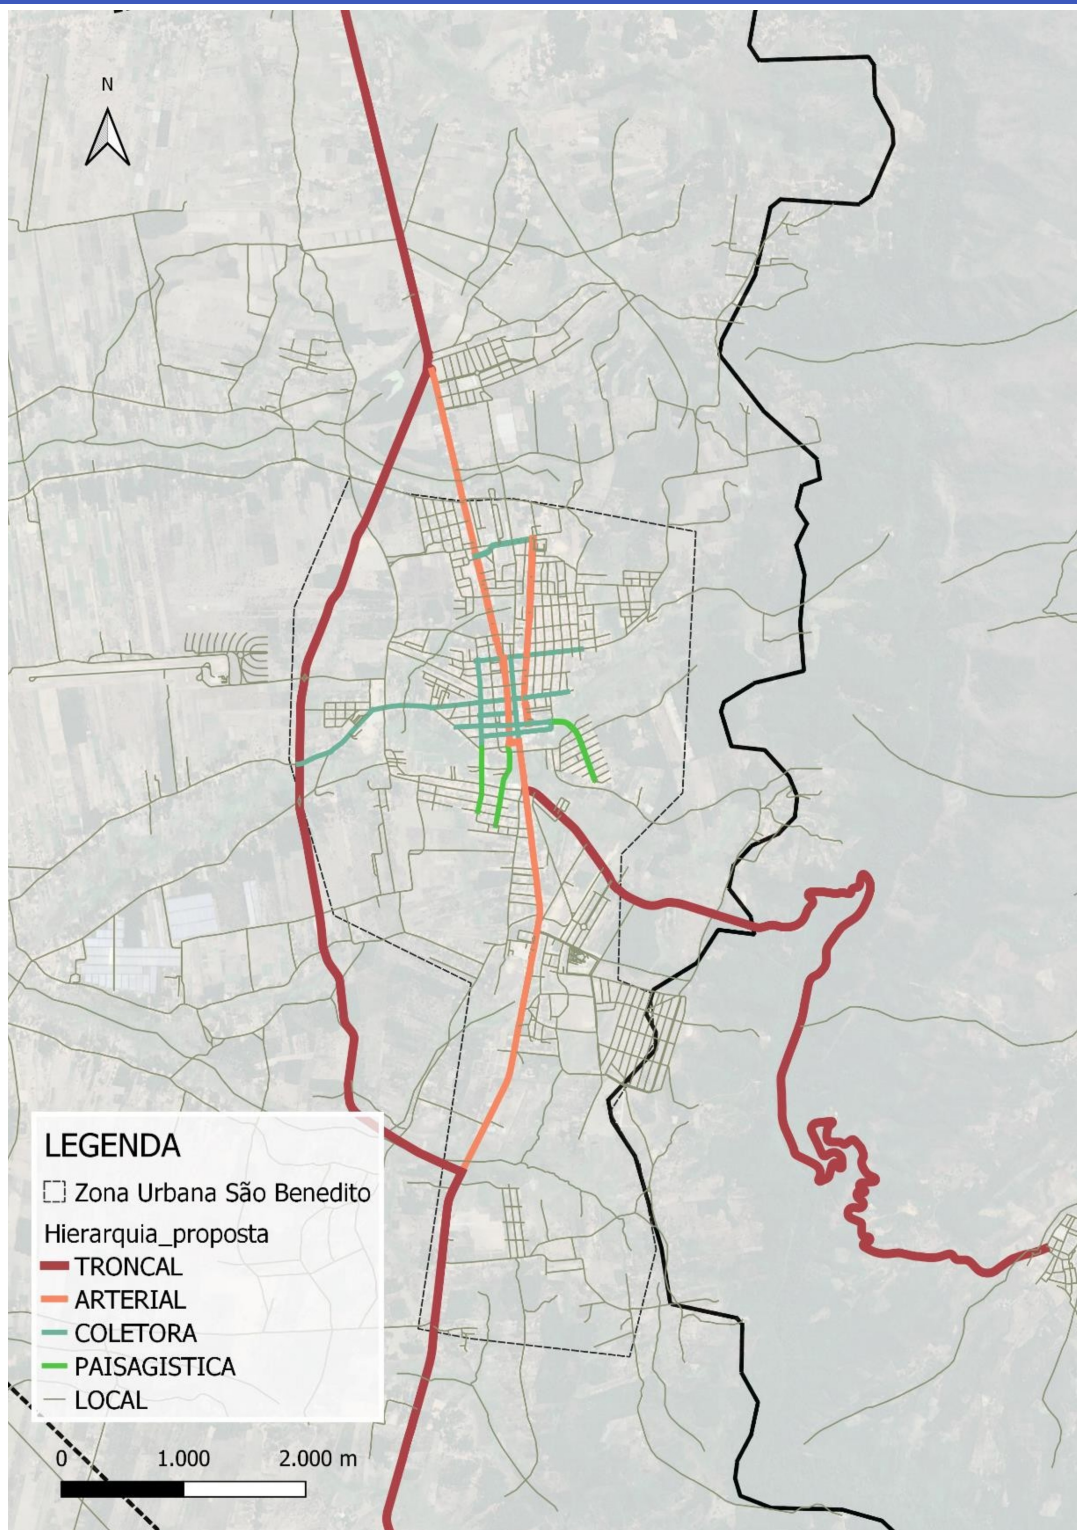 N
LEGENDA
Zona Urbana São Benedito
Hierarquia_proposta
TRONCAL
ARTERIAL
COLETORA
PAISAGISTICA
LOCAL
0 1.000 2.000 m